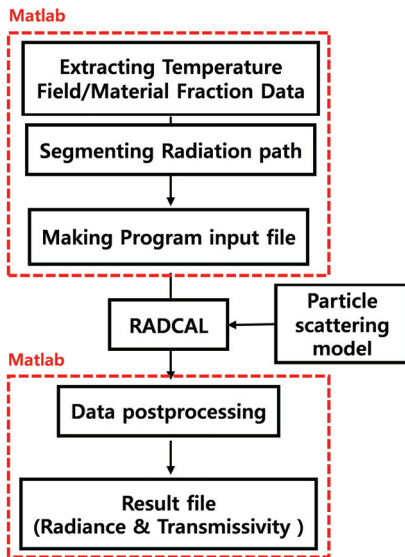 Matlab
Extracting Temperature
Field/Material Fraction Data
Segmenting Radiation path
Making Program input file
RADCAL
Particle
scattering
model
Matlab
Data postprocessing
Result file
(Radiance & Transmissivity )